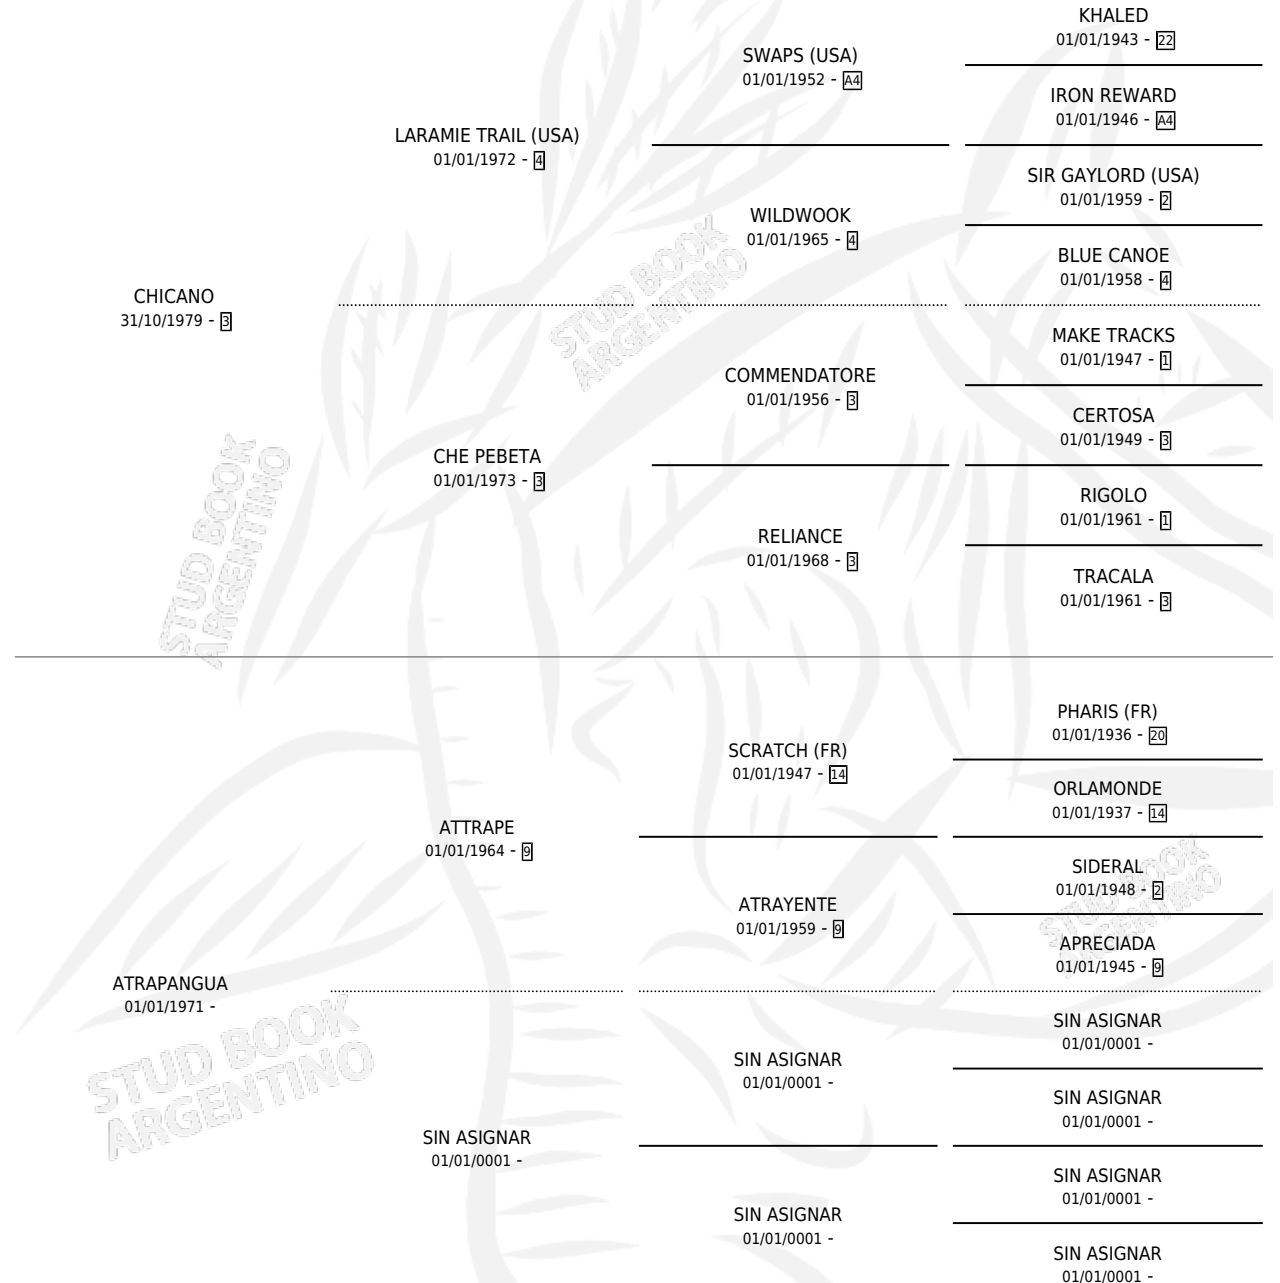 KHALED
01/01/1943 - 22
SWAPS (USA)
01/01/1952 - A4
IRON REWARD
01/01/1946 - A4
LARAMIE TRAIL (USA)
01/01/1972 - 4
SIR GAYLORD (USA)
01/01/1959 - 2
WILDWOOK
01/01/1965 - 4
BLUE CANOE
01/01/1958 - 4
CHICANO
31/10/1979 - 3
MAKE TRACKS
01/01/1947 - 1
COMMENDATORE
01/01/1956 - 3
CERTOSA
01/01/1949 - 3
CHE PEBETA
01/01/1973 - 3
RIGOLO
01/01/1961 - 1
RELIANCE
01/01/1968 - 3
TRACALA
01/01/1961 - 3
STUD BOOK
ARGENTINO
STUD BOOK
ARGENTINO
PHARIS (FR)
01/01/1936 - 20
SCRATCH (FR)
01/01/1947 - 14
ORLAMONDE
01/01/1937 - 14
ATTRAPE
01/01/1964 - 9
SIDERAL
01/01/1948 - 2
ATRAYENTE
01/01/1959 - 9
APRECIADA
01/01/1945 - 9
STUD BOOK
ARGENTINO
ATRAPANGUA
01/01/1971 -
SIN ASIGNAR
01/01/0001 -
SIN ASIGNAR
01/01/0001 -
SIN ASIGNAR
01/01/0001 -
SIN ASIGNAR
01/01/0001 -
SIN ASIGNAR
01/01/0001 -
SIN ASIGNAR
01/01/0001 -
SIN ASIGNAR
01/01/0001 -
STUD BOOK
ARGENTINO